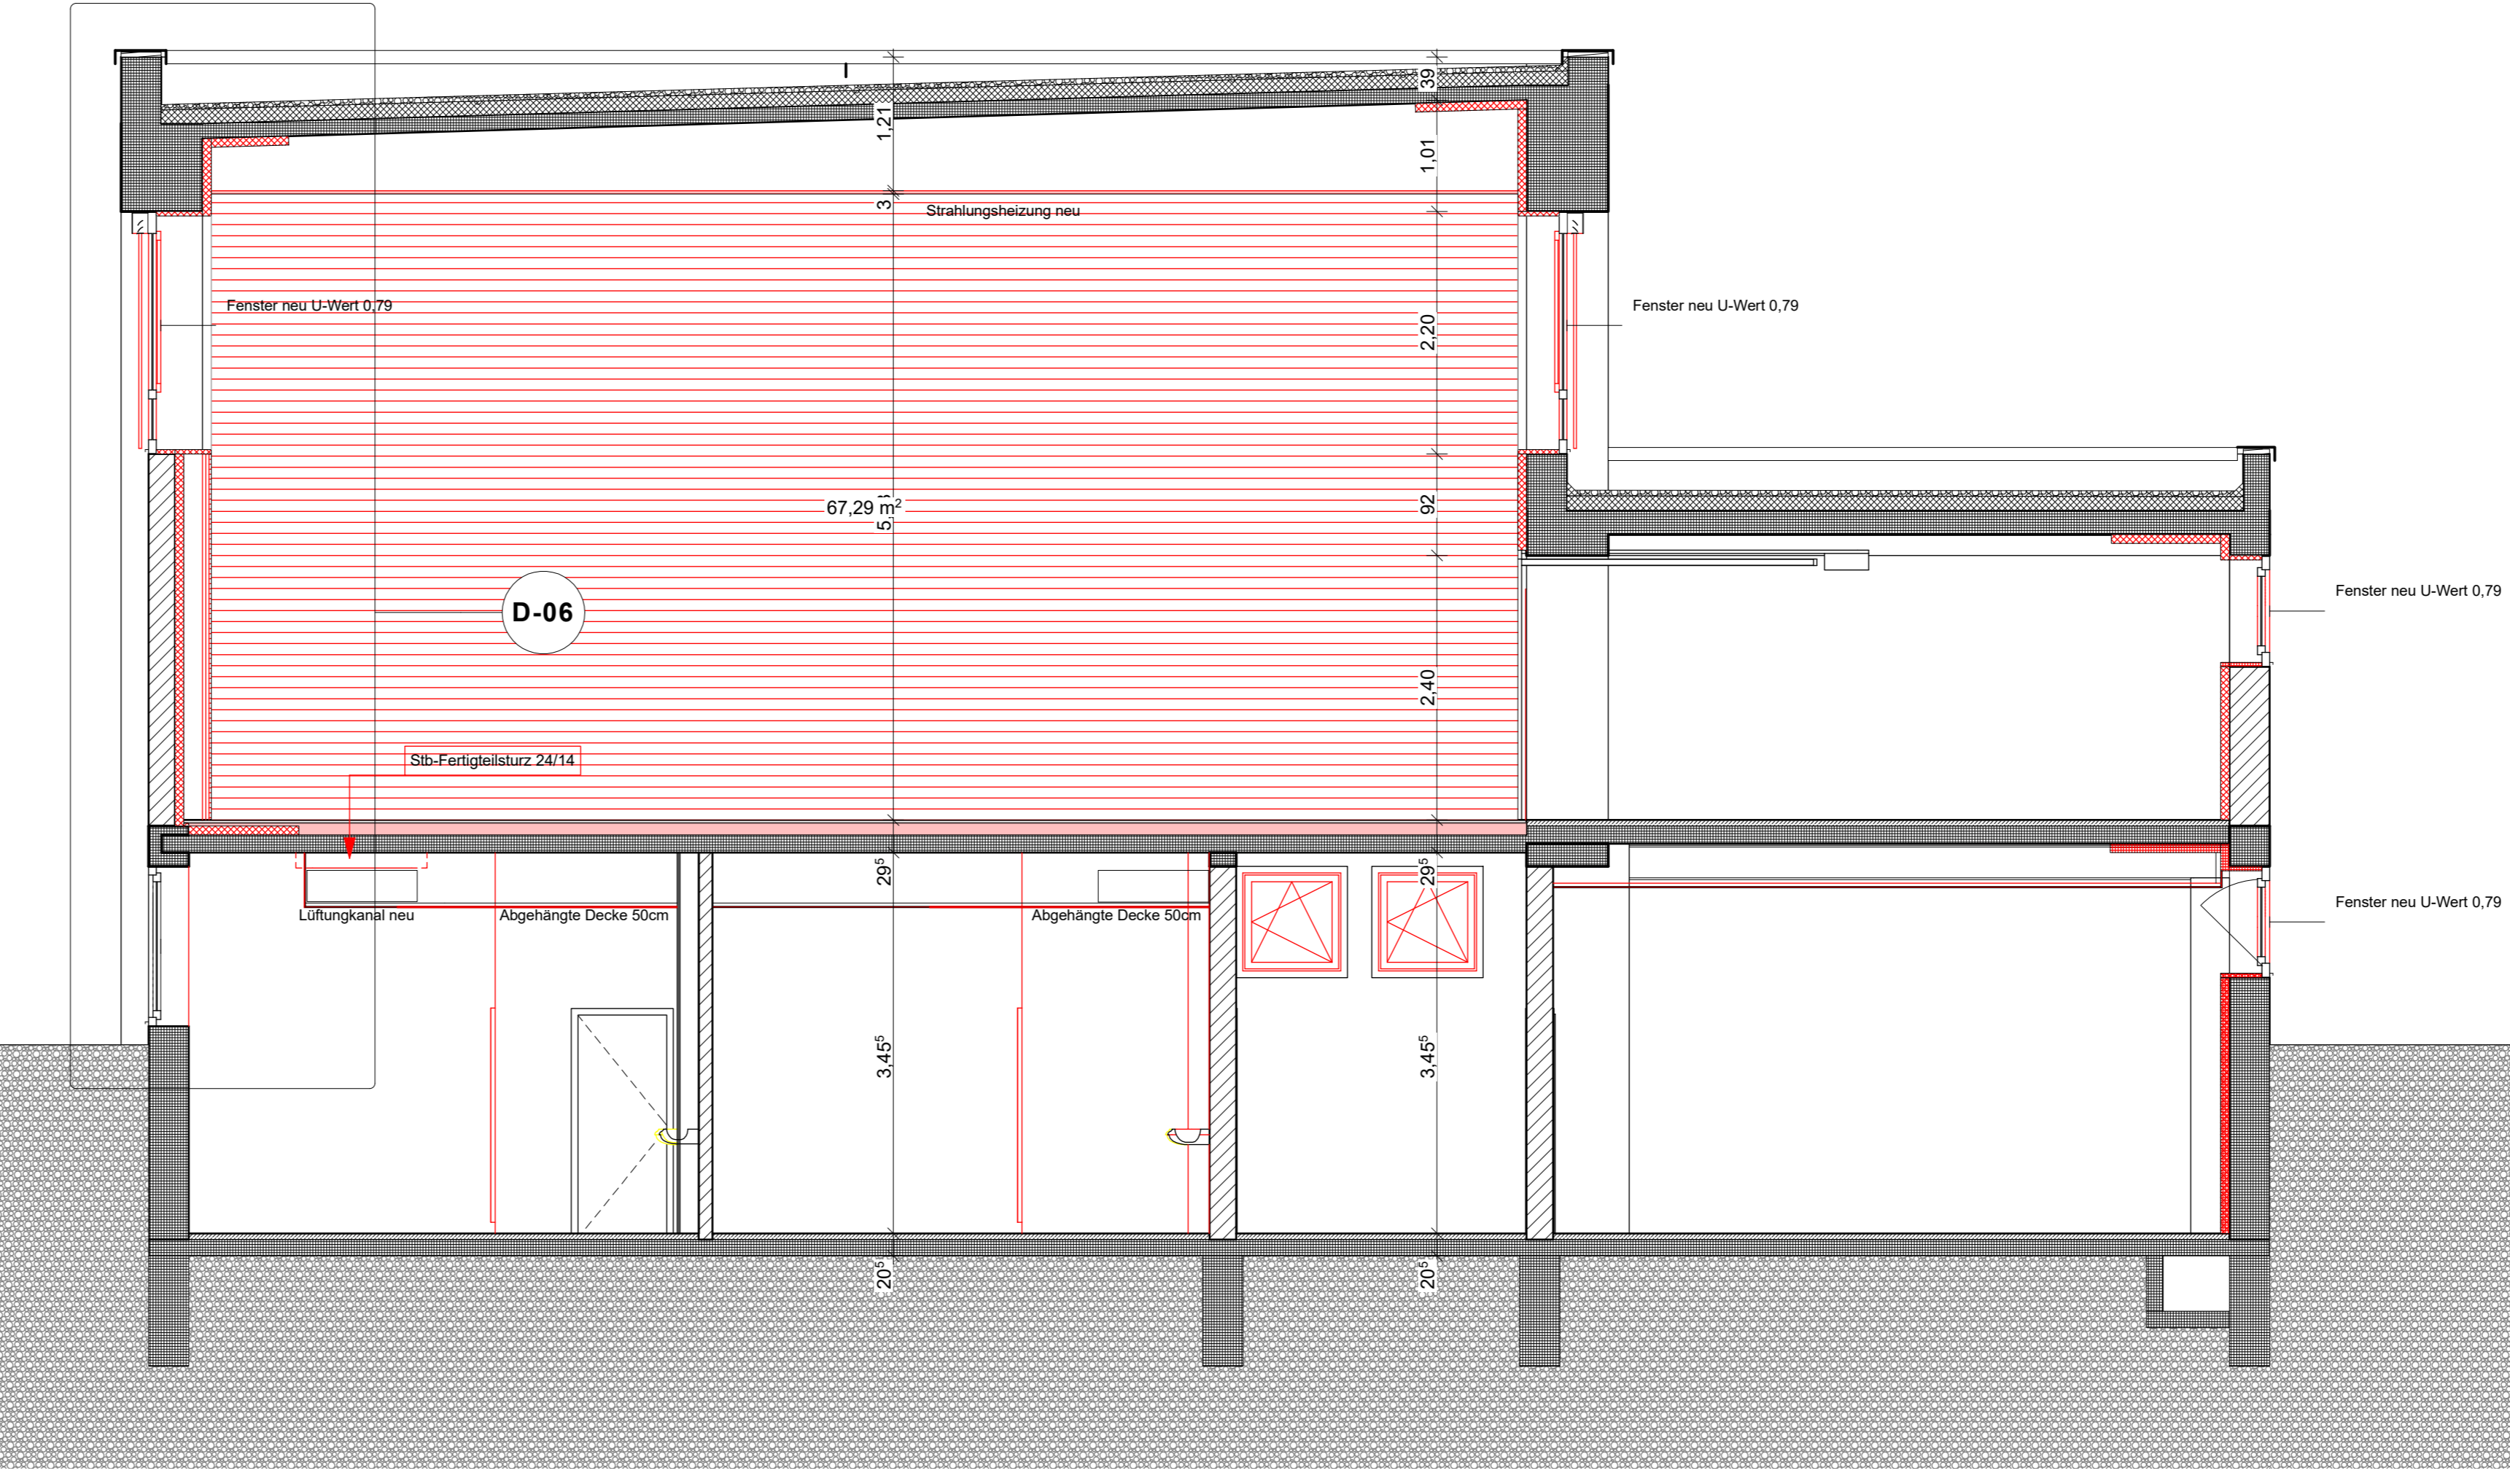 39
1,21
1,01
3
Strahlungsheizung neu
Fenster neu U-Wert 0,79
Fenster neu U-Wert 0,79
2,20
67,29 m²
92
Fenster neu U-Wert 0,79
D-06
2,40
Stb-Fertigteilsturz 24/14
29⁵
29⁵
Lüftungkanal neu
Abgehängte Decke 50cm
Abgehängte Decke 50cm
Fenster neu U-Wert 0,79
3,45⁵
3,45⁵
20⁵
20⁵